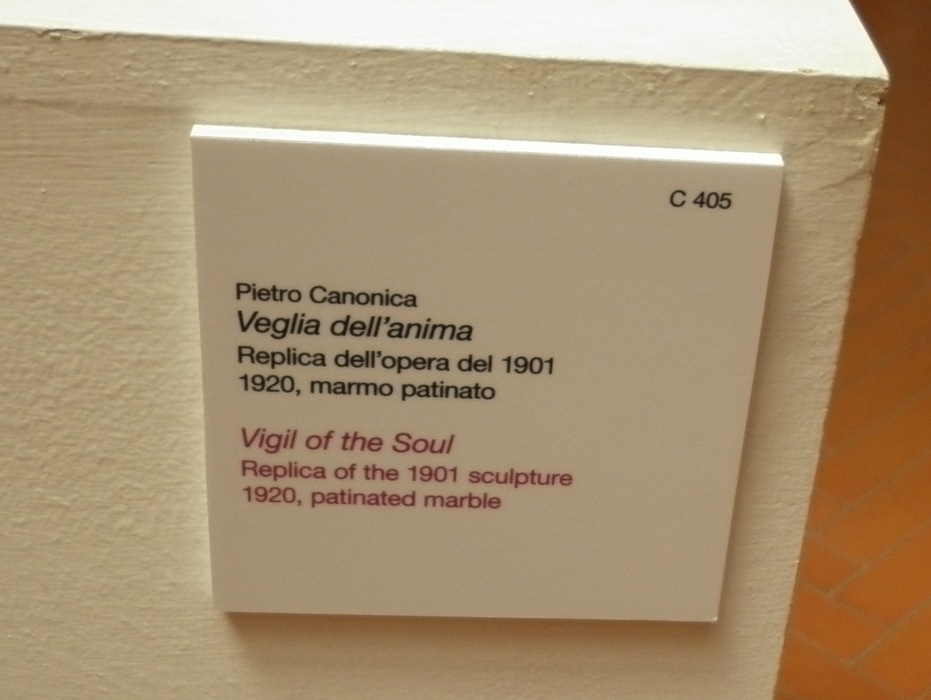 C 405
Pietro Canonica
Veglia dell'anima
Replica dell'opera del 1901
1920, marmo patinato
Vigil of the Soul
Replica of the 1901 sculpture
1920, patinated marble